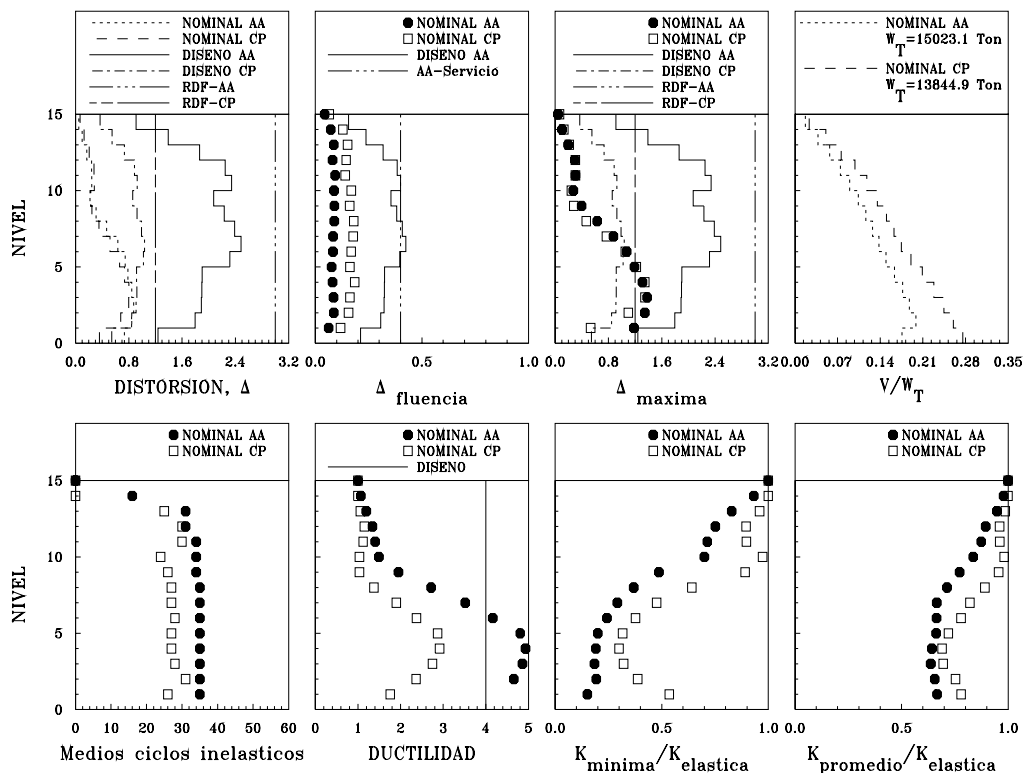 NOMINAL AA
NOMINAL CP
DISENO AA
DISENO CP
RDF-AA
RDF-CP
15
10
5
0
NIVEL
0.0 0.8 1.6 2.4 3.2
DISTORSION, Δ
NOMINAL AA
NOMINAL CP
DISENO AA
AA-Servicio
0.0 0.5 1.0
Δ fluencia
NOMINAL AA
NOMINAL CP
DISENO AA
DISENO CP
RDF-AA
RDF-CP
0.0 0.8 1.6 2.4 3.2
Δ maxima
NOMINAL AA
W_T=15023.1 Ton
NOMINAL CP
W_T=13844.9 Ton
0.00 0.07 0.14 0.21 0.28 0.35
V/W_T
NOMINAL AA
NOMINAL CP
15
10
5
0
NIVEL
0 10 20 30 40 50 60
Medios ciclos inelasticos
NOMINAL AA
NOMINAL CP
DISENO
0 1 2 3 4 5
DUCTILIDAD
NOMINAL AA
NOMINAL CP
0.0 0.5 1.0
K_minima/K_elastica
NOMINAL AA
NOMINAL CP
0.0 0.5 1.0
K_promedio/K_elastica